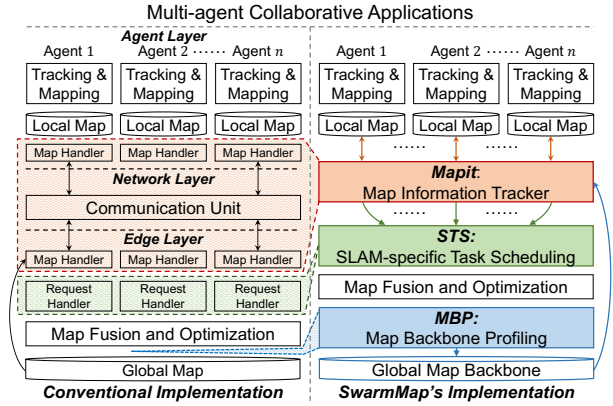 Multi-agent Collaborative Applications
Agent Layer
Agent 1 Agent 2 ...... Agent n
Tracking & Mapping Tracking & Mapping Tracking & Mapping
Local Map Local Map Local Map
Map Handler Map Handler Map Handler
Network Layer
Communication Unit
Edge Layer
Map Handler Map Handler Map Handler
Request Handler Request Handler Request Handler
Map Fusion and Optimization
Global Map
Conventional Implementation
Agent 1 Agent 2 ...... Agent n
Tracking & Mapping Tracking & Mapping Tracking & Mapping
Local Map Local Map Local Map
...... ......
Mapit:
Map Information Tracker
...... ......
STS:
SLAM-specific Task Scheduling
Map Fusion and Optimization
MBP:
Map Backbone Profiling
Global Map Backbone
SwarmMap's Implementation